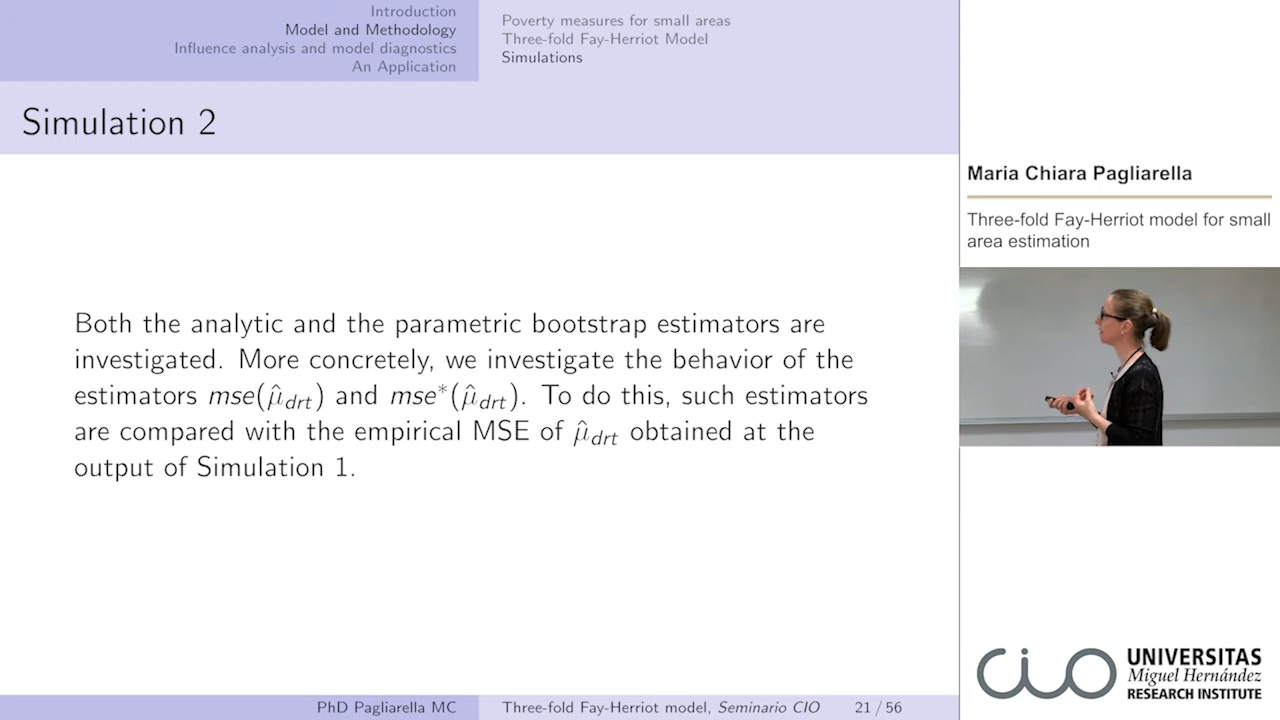 Introduction
Model and Methodology
Influence analysis and model diagnostics
An Application
Poverty measures for small areas
Three-fold Fay-Herriot Model
Simulations
Simulation 2
Both the analytic and the parametric bootstrap estimators are
investigated. More concretely, we investigate the behavior of the
estimators mse(μ̂_drt) and mse*(μ̂_drt). To do this, such estimators
are compared with the empirical MSE of μ̂_drt obtained at the
output of Simulation 1.
PhD Pagliarella MC
Three-fold Fay-Herriot model, Seminario CIO
21 / 56
Maria Chiara Pagliarella
Three-fold Fay-Herriot model for small
area estimation
cio
UNIVERSITAS
Miguel Hernández
RESEARCH INSTITUTE